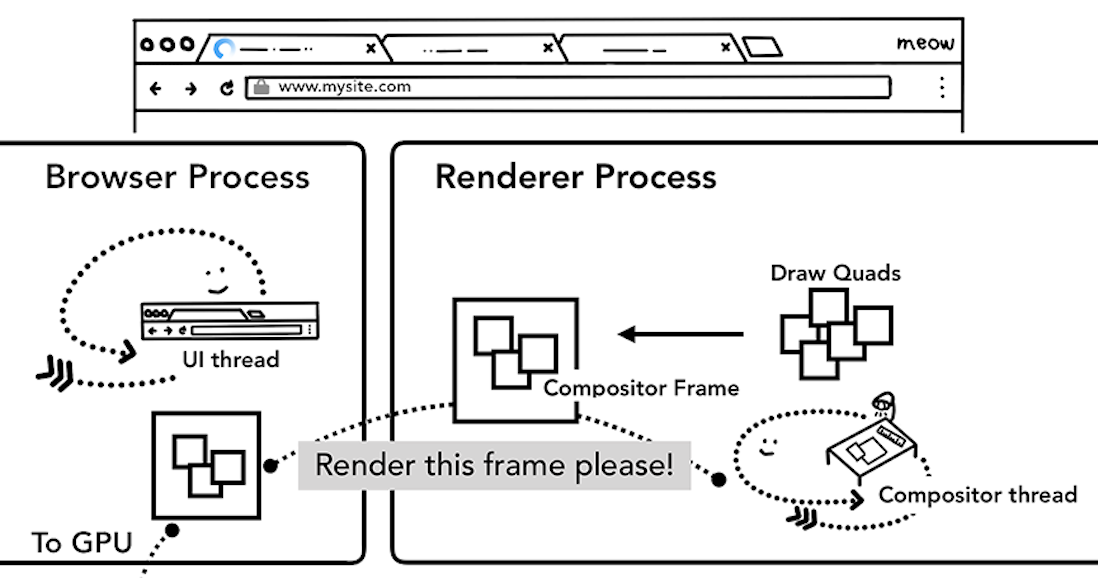 meow
www.mysite.com
Browser Process
Renderer Process
UI thread
Draw Quads
Compositor Frame
Render this frame please!
Compositor thread
To GPU